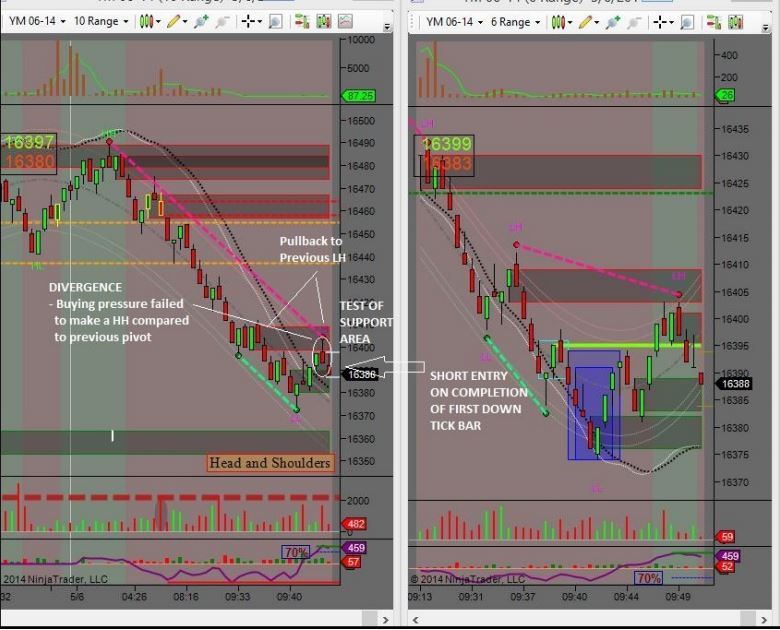 YM 06-14 10 Range
YM 06-14 6 Range
10000
5000
87.25
400
200
26
16397
16380
16500
16490
16480
16470
16460
16450
16440
16430
16420
16410
16400
16386
16370
16360
16350
HL
LL
Pullback to
Previous LH
DIVERGENCE
- Buying pressure failed
to make a HH compared
to previous pivot
TEST OF
SUPPORT
AREA
SHORT ENTRY
ON COMPLETION
OF FIRST DOWN
TICK BAR
Head and Shoulders
2000
0
482
70%
459
57
2014 NinjaTrader, LLC
:32
5/6
04:26
08:16
09:33
09:40
LH
16399
16383
LH
LH
LL
LL
16435
16430
16425
16420
16415
16410
16405
16400
16395
16388
16380
16375
16370
59
459
52
70%
© 2014 NinjaTrader, LLC
09:13
09:31
09:37
09:40
09:44
09:49